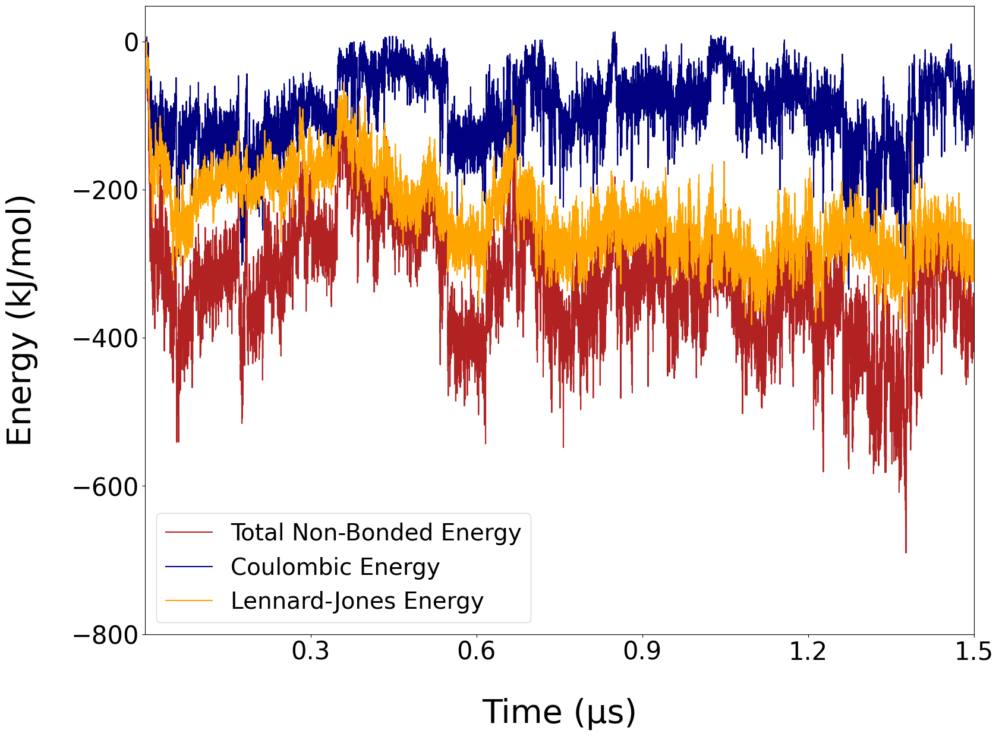 Energy (kJ/mol)
0
−200
−400
−600
−800
Total Non-Bonded Energy
Coulombic Energy
Lennard-Jones Energy
0.3 0.6 0.9 1.2 1.5
Time (µs)